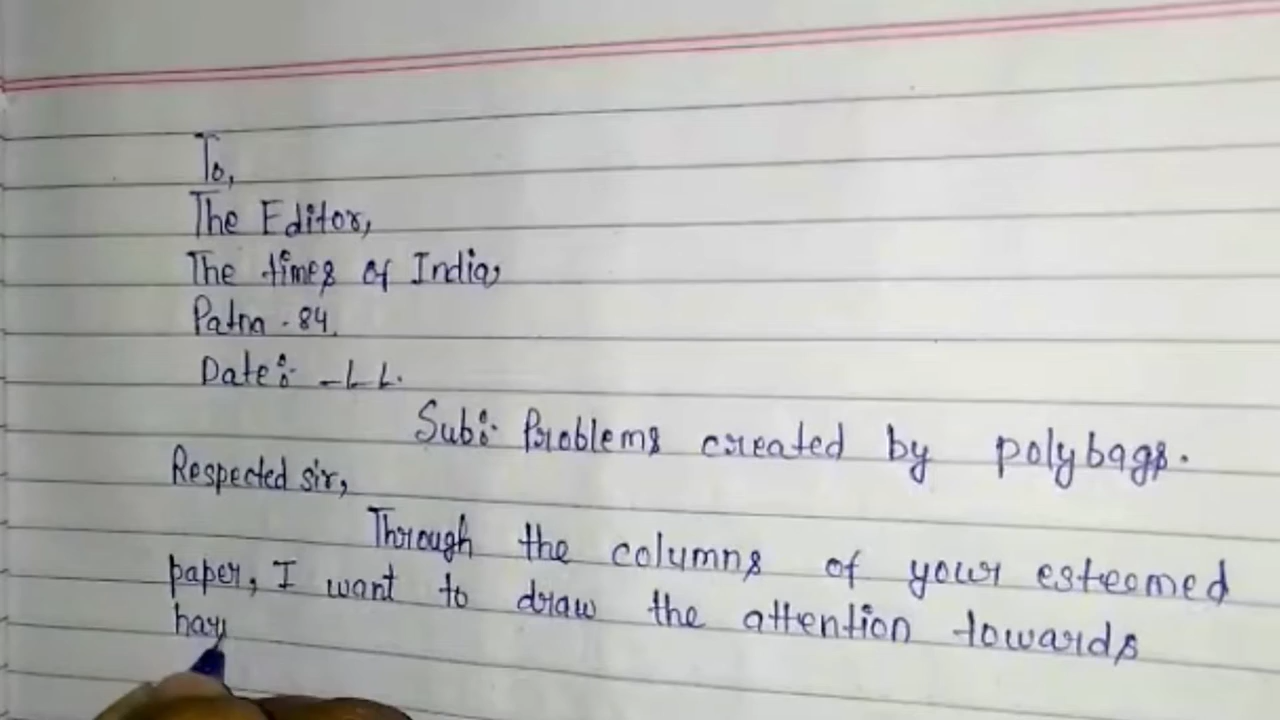 To,
The Editor,
The times of India,
Patna - 84.
Date :-
Sub:- Problems created by polybags.
Respected sir,
Through the columns of your esteemed
paper, I want to draw the attention towards